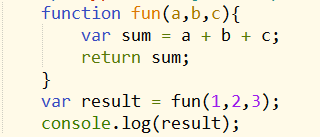 function fun(a,b,c){
    var sum = a + b + c;
    return sum;
}
var result = fun(1,2,3);
console.log(result);